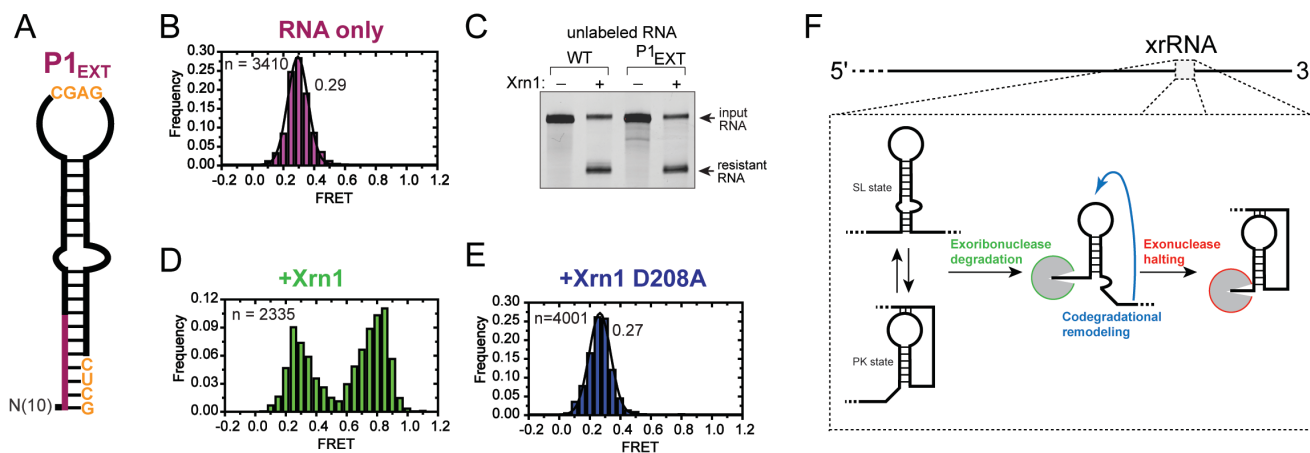 A
P1EXT
CGAG
C
U
C
C
G
N(10)
B
RNA only
n = 3410
0.29
Frequency
0.30
0.25
0.20
0.15
0.10
0.05
0.00
-0.2 0.0 0.2 0.4 0.6 0.8 1.0 1.2
FRET
C
unlabeled RNA
WT P1EXT
Xrn1: – + – +
input
RNA
resistant
RNA
D
+Xrn1
n = 2335
Frequency
0.12
0.09
0.06
0.03
0.00
-0.2 0.0 0.2 0.4 0.6 0.8 1.0 1.2
FRET
E
+Xrn1 D208A
n=4001
0.27
Frequency
0.30
0.25
0.20
0.15
0.10
0.05
0.00
-0.2 0.0 0.2 0.4 0.6 0.8 1.0 1.2
FRET
F
xrRNA
5' 3
SL state
PK state
Exoribonuclease
degradation
Codegradational
remodeling
Exonuclease
halting